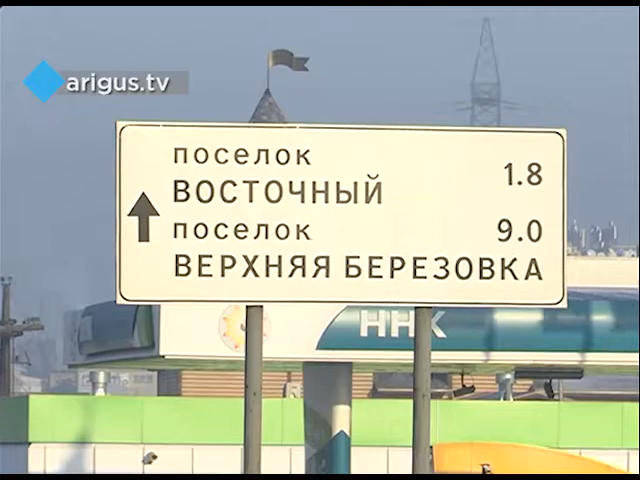 arigus.tv
поселок 1.8
ВОСТОЧНЫЙ
поселок 9.0
ВЕРХНЯЯ БЕРЕЗОВКА
ННК